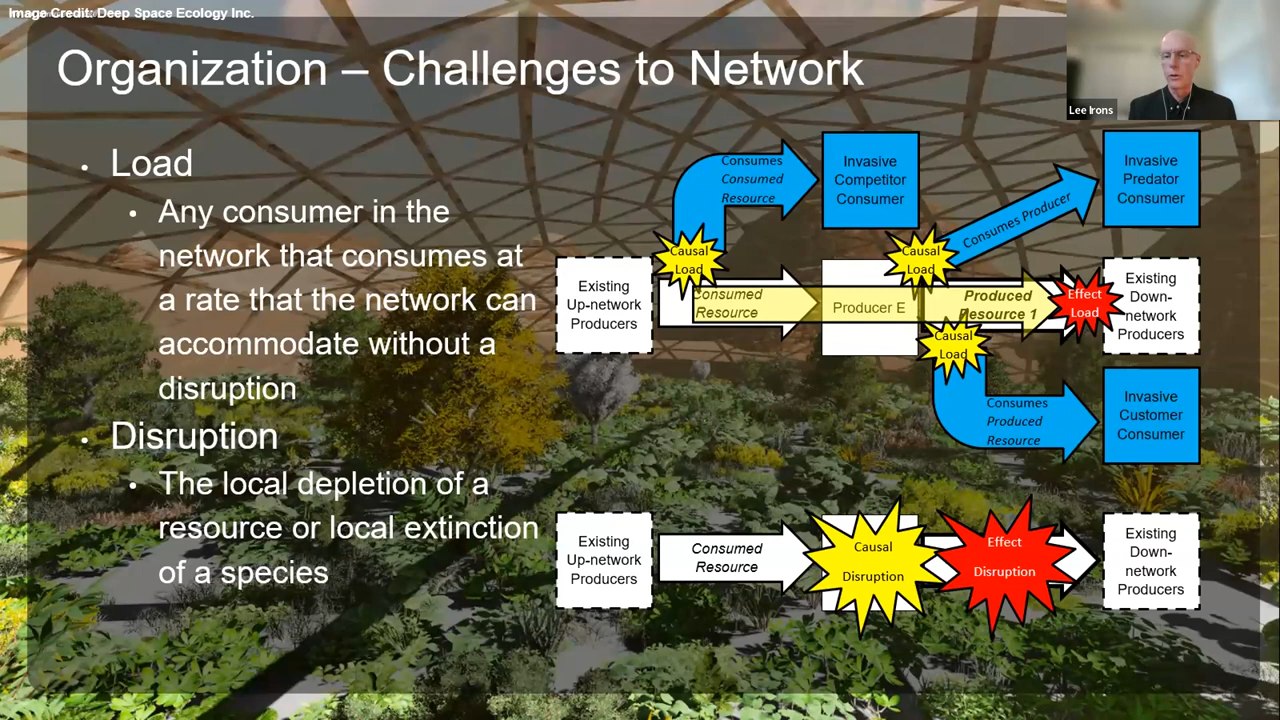 Image Credit: Deep Space Ecology Inc.
Organization – Challenges to Network
Lee Irons
• Load
• Any consumer in the
network that consumes at
a rate that the network can
accommodate without a
disruption
• Disruption
• The local depletion of a
resource or local extinction
of a species
Consumes
Consumed
Resource
Invasive
Competitor
Consumer
Consumes Producer
Invasive
Predator
Consumer
Causal
Load
Causal
Load
Existing
Up-network
Producers
Consumed
Resource
Producer E
Produced
Resource 1
Effect
Load
Existing
Down-
network
Producers
Causal
Load
Consumes
Produced
Resource
Invasive
Customer
Consumer
Existing
Up-network
Producers
Consumed
Resource
Causal
Disruption
Effect
Disruption
Existing
Down-
network
Producers